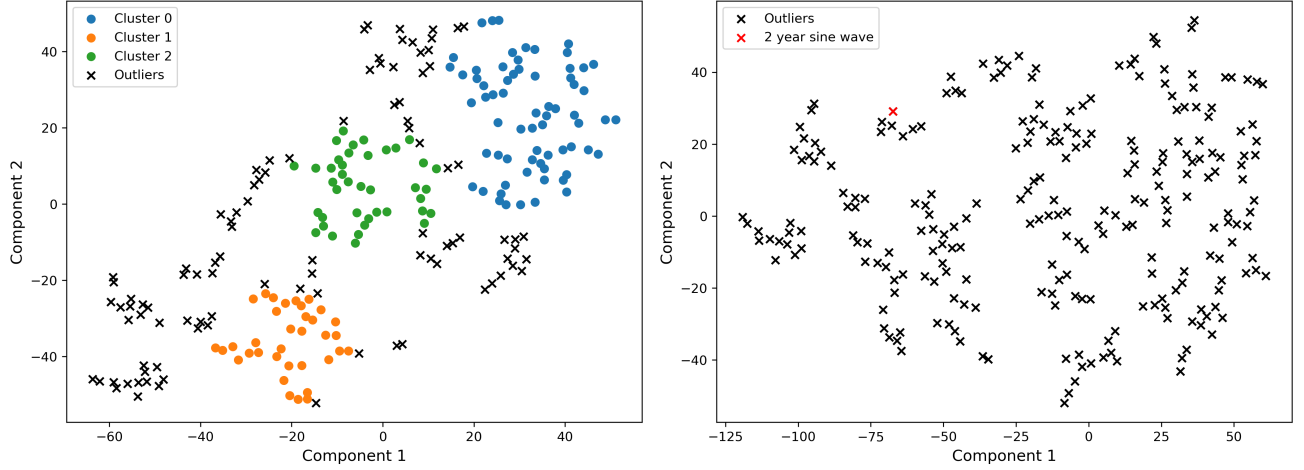 Cluster 0
Cluster 1
Cluster 2
Outliers
40
20
0
−20
−40
−60
−40
−20
0
20
40
Component 1
Component 2
Outliers
2 year sine wave
40
20
0
−20
−40
−125
−100
−75
−50
−25
0
25
50
Component 1
Component 2